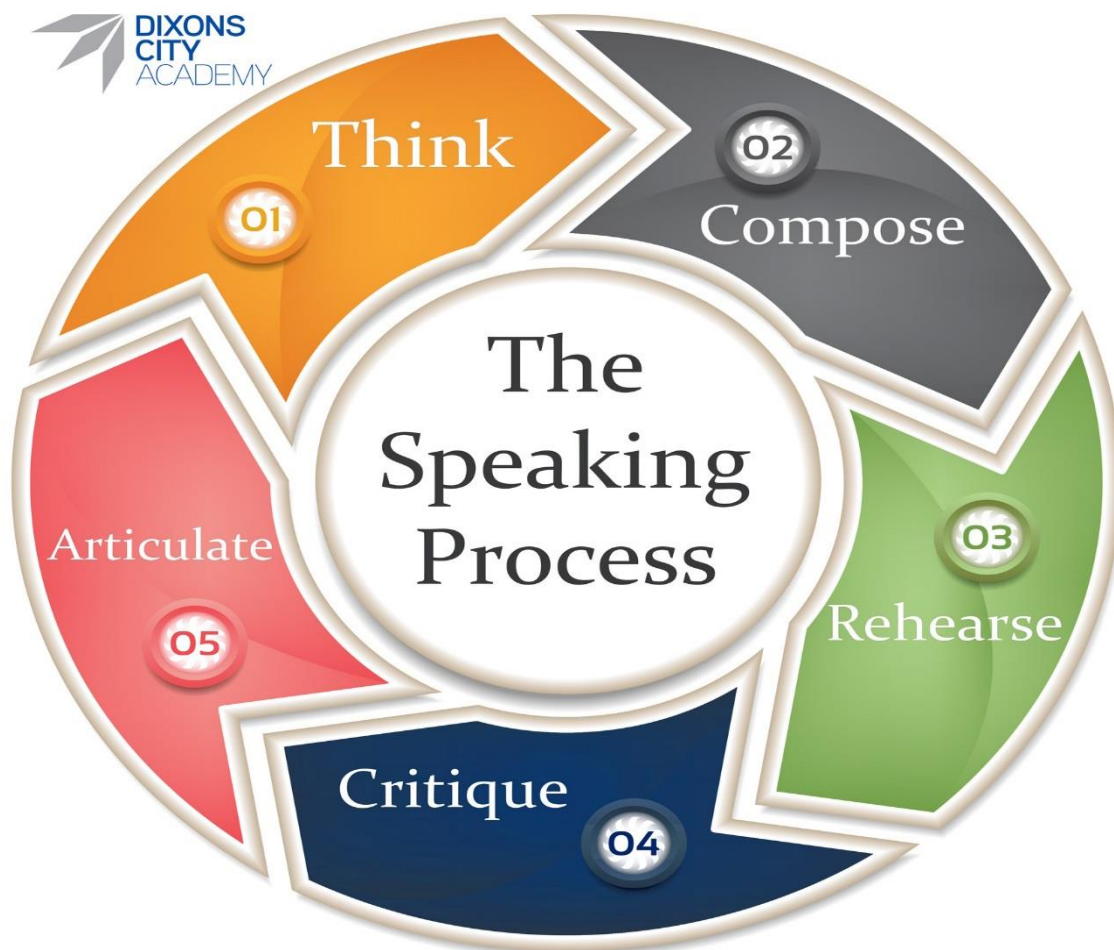 DIXONS
CITY
ACADEMY
Think
01
02
Compose
The
Speaking
Process
03
Rehearse
Critique
04
Articulate
05